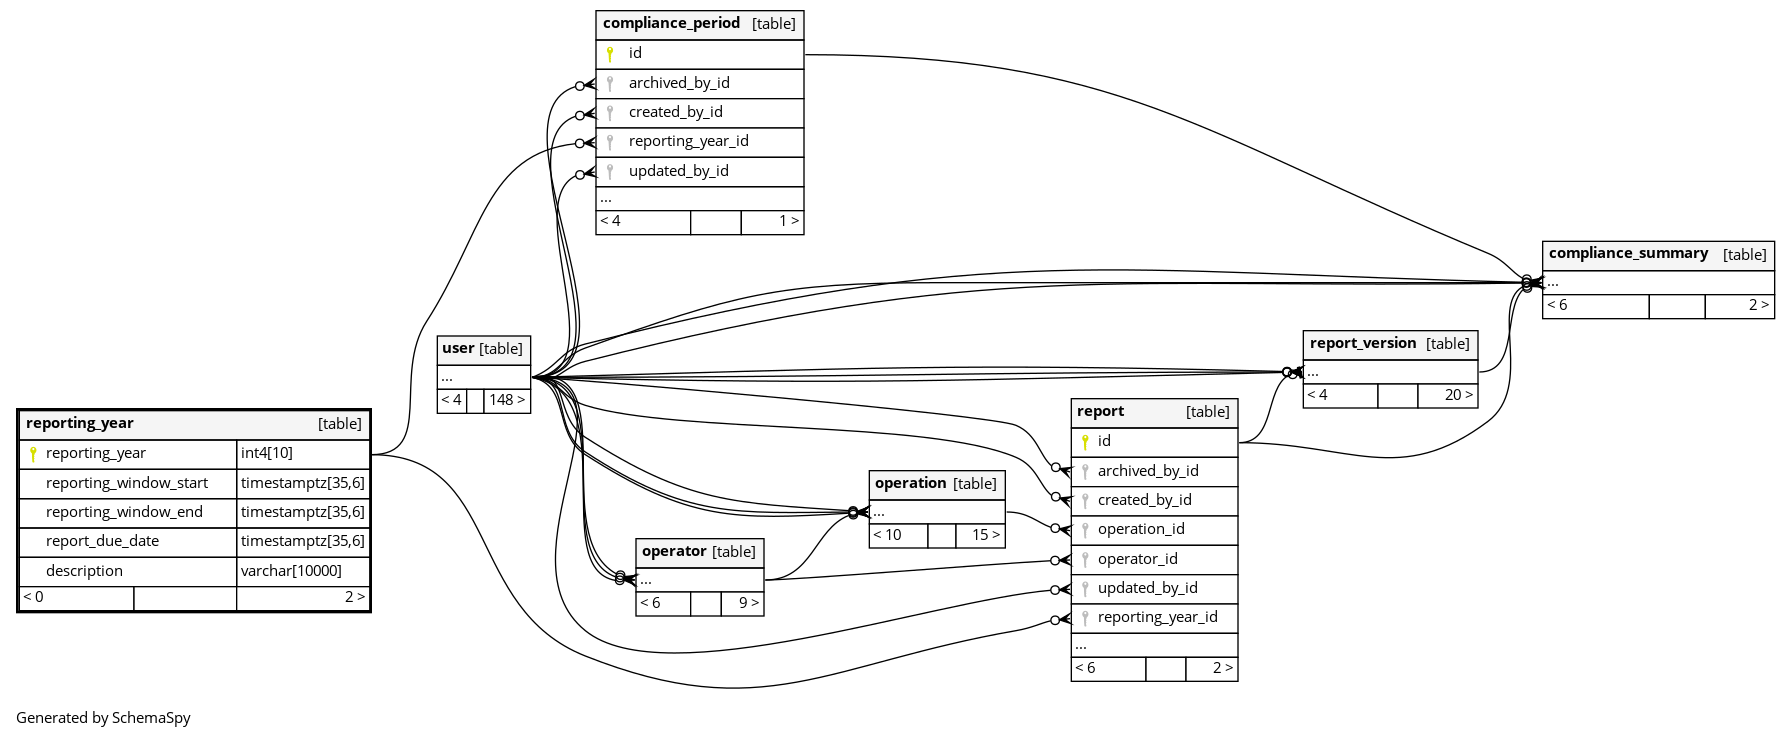 compliance_period [table]
id
archived_by_id
created_by_id
reporting_year_id
updated_by_id
...
< 4 1 >
compliance_summary [table]
...
< 6 2 >
user [table]
...
< 4 148 >
report_version [table]
...
< 4 20 >
reporting_year [table]
reporting_year int4[10]
reporting_window_start timestamptz[35,6]
reporting_window_end timestamptz[35,6]
report_due_date timestamptz[35,6]
description varchar[10000]
< 0 2 >
report [table]
id
archived_by_id
created_by_id
operation_id
operator_id
updated_by_id
reporting_year_id
...
< 6 2 >
operation [table]
...
< 10 15 >
operator [table]
...
< 6 9 >
Generated by SchemaSpy